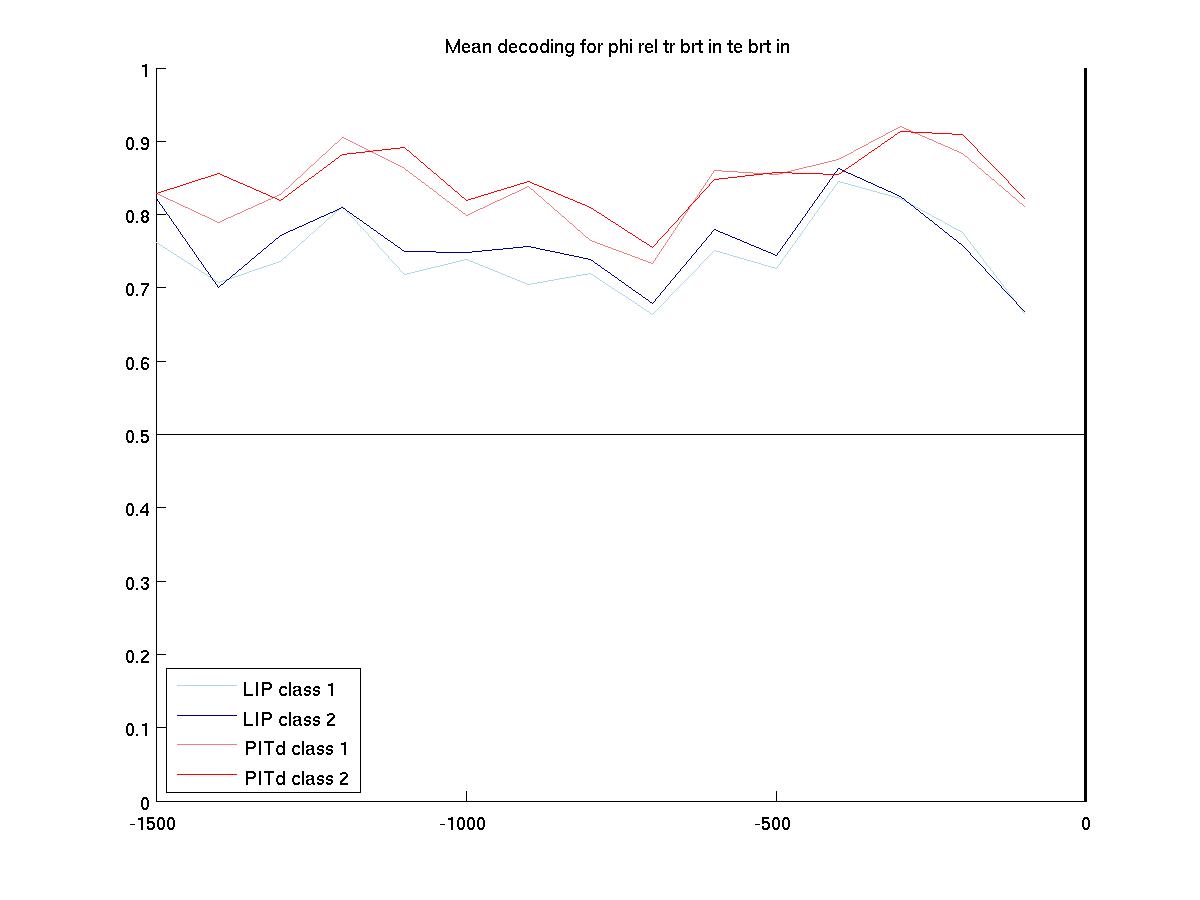 Mean decoding for phi rel tr brt in te brt in
1
0.9
0.8
0.7
0.6
0.5
0.4
0.3
0.2
0.1
0
LIP class 1
LIP class 2
PITd class 1
PITd class 2
-1500 -1000 -500 0